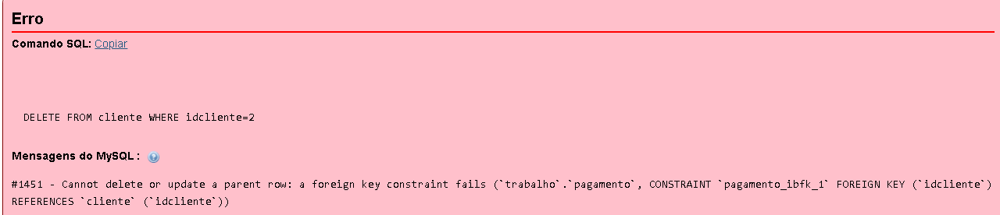 Erro
Comando SQL: Copiar
DELETE FROM cliente WHERE idcliente=2
Mensagens do MySQL :
#1451 - Cannot delete or update a parent row: a foreign key constraint fails (`trabalho`.`pagamento`, CONSTRAINT `pagamento_ibfk_1` FOREIGN KEY (`idcliente`)
REFERENCES `cliente` (`idcliente`))